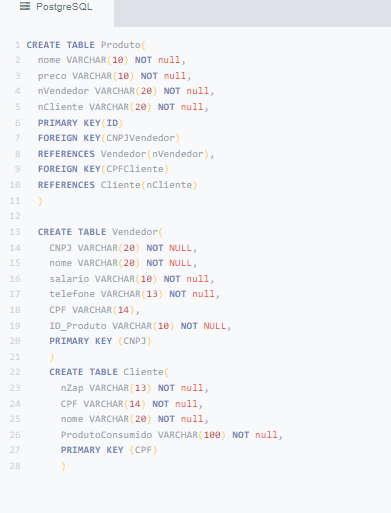 PostgreSQL
1 CREATE TABLE Produto(
2 nome VARCHAR(10) NOT null,
3 preco VARCHAR(10) NOT null,
4 nVendedor VARCHAR(20) NOT null,
5 nCliente VARCHAR(20) NOT null,
6 PRIMARY KEY(ID)
7 FOREIGN KEY(CNPJVendedor)
8 REFERENCES Vendedor(nVendedor),
9 FOREIGN KEY(CPFCliente)
10 REFERENCES Cliente(nCliente)
11 )
12
13 CREATE TABLE Vendedor(
14 CNPJ VARCHAR(20) NOT NULL,
15 nome VARCHAR(20) NOT NULL,
16 salario VARCHAR(10) NOT null,
17 telefone VARCHAR(13) NOT null,
18 CPF VARCHAR(14),
19 ID_Produto VARCHAR(10) NOT NULL,
20 PRIMARY KEY (CNPJ)
21 )
22 CREATE TABLE Cliente(
23 nZap VARCHAR(13) NOT null,
24 CPF VARCHAR(14) NOT null,
25 nome VARCHAR(20) NOT null,
26 ProdutoConsumido VARCHAR(100) NOT null,
27 PRIMARY KEY (CPF)
28 )